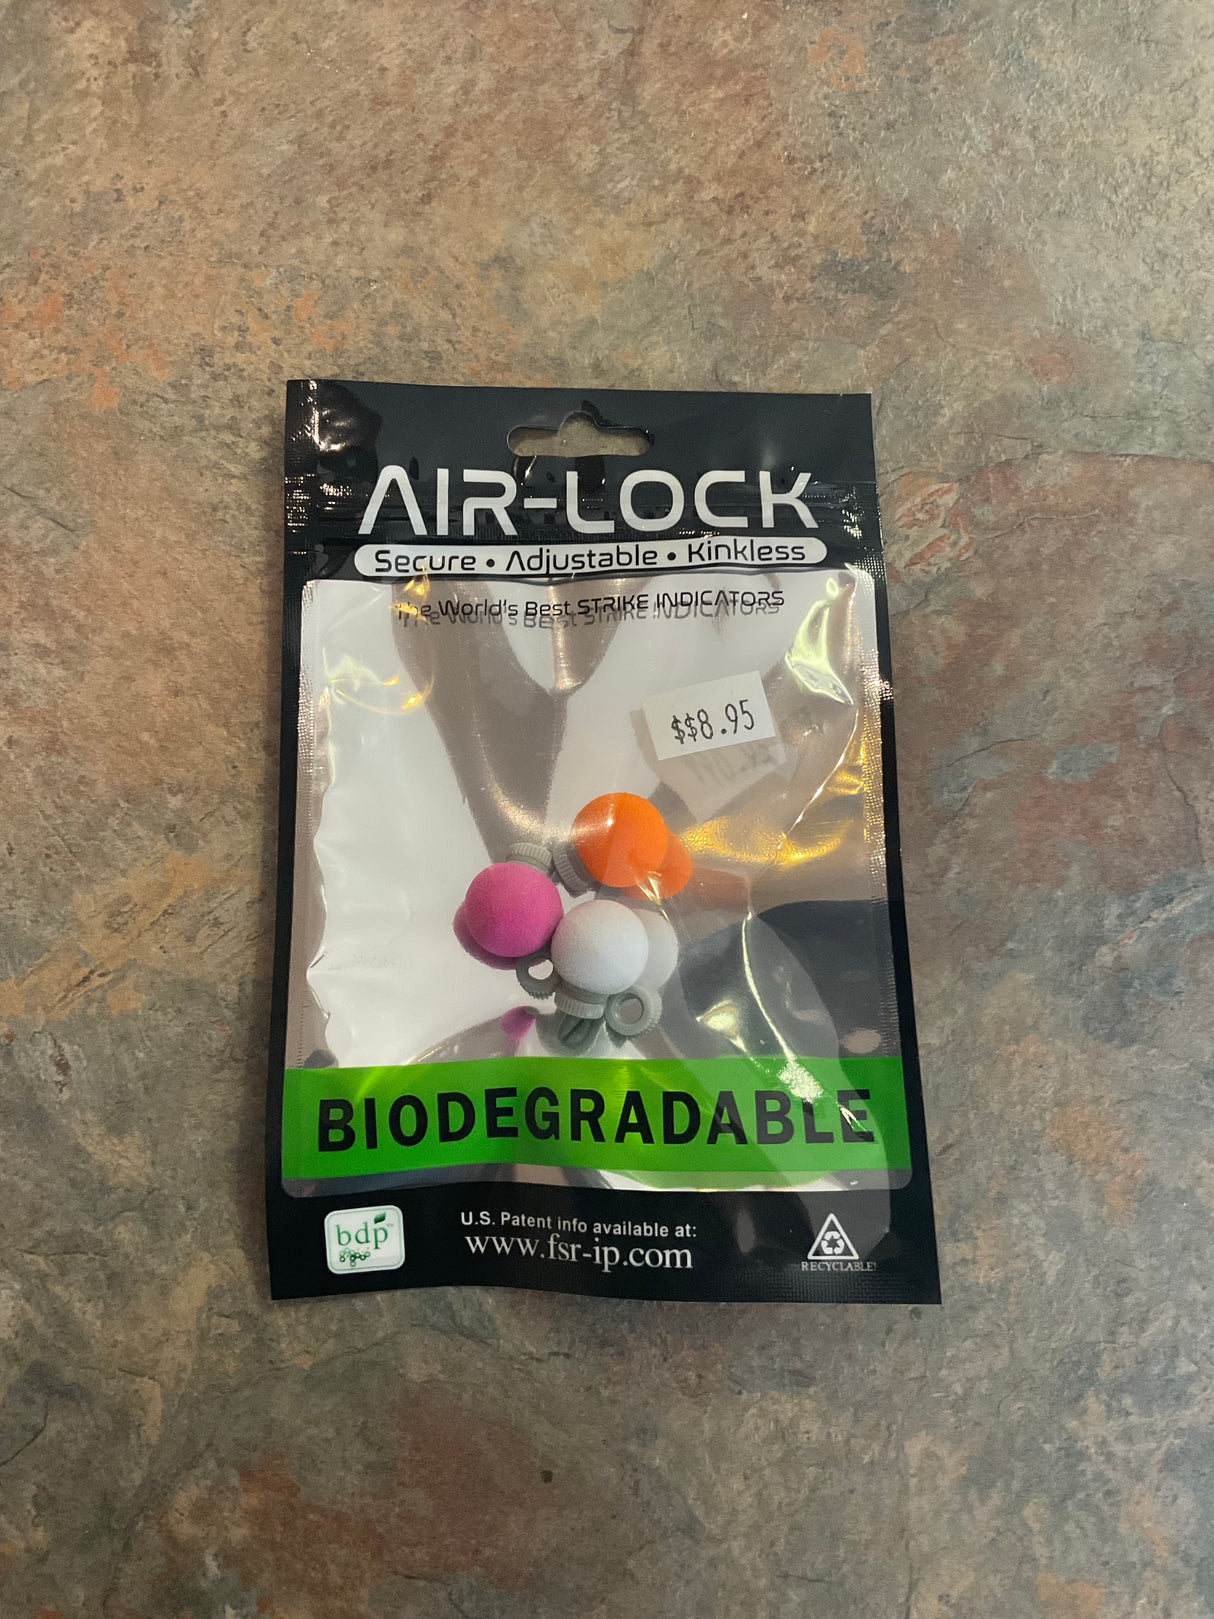 AIR-LOCK
Secure • Adjustable • Kinkless
The World's Best STRIKE INDICATORS
$$8.95
BIODEGRADABLE
bdp™
U.S. Patent info available at:
www.fsr-ip.com
RECYCLABLE!